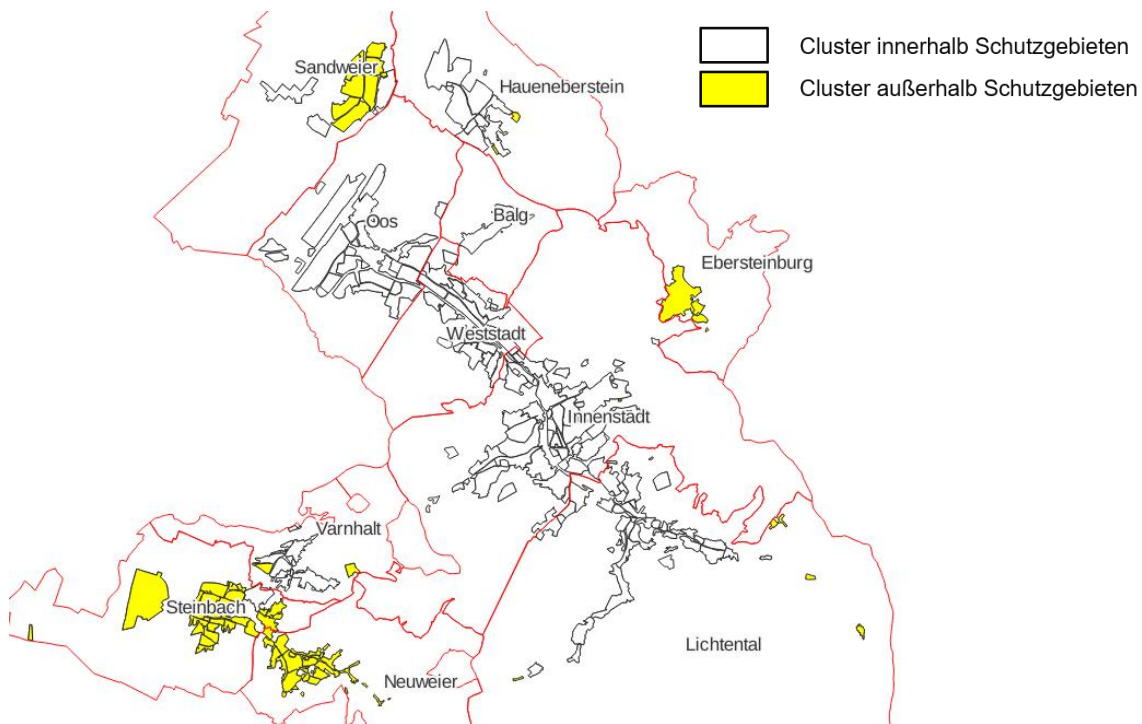 Cluster innerhalb Schutzgebieten
Cluster außerhalb Schutzgebieten
Sandweier
Haueneberstein
Oos
Balg
Ebersteinburg
Weststadt
Innenstadt
Varnhalt
Steinbach
Lichtental
Neuweier